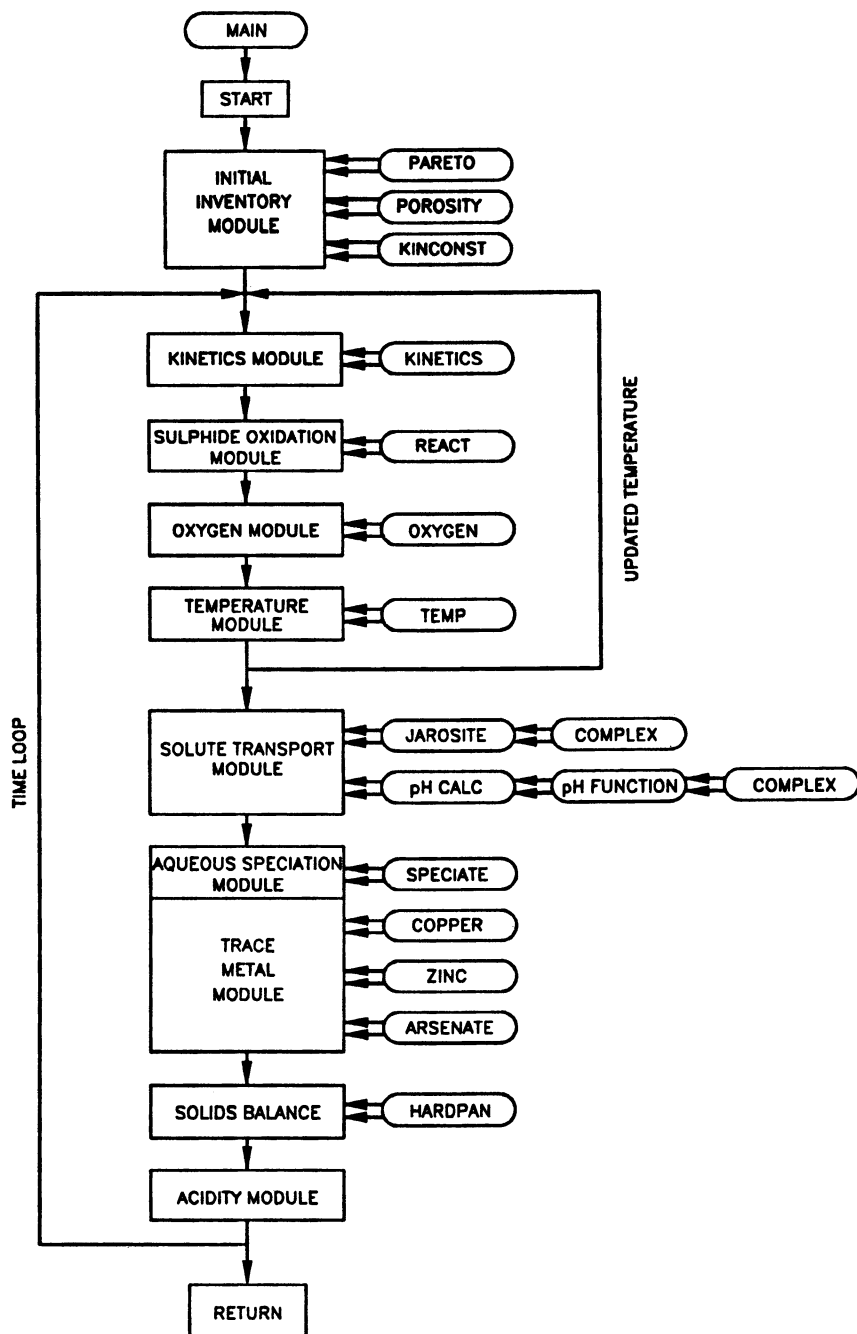 MAIN
START
INITIAL
INVENTORY
MODULE
PARETO
POROSITY
KINCONST
KINETICS MODULE
KINETICS
SULPHIDE OXIDATION
MODULE
REACT
OXYGEN MODULE
OXYGEN
TEMPERATURE
MODULE
TEMP
UPDATED TEMPERATURE
TIME LOOP
SOLUTE TRANSPORT
MODULE
JAROSITE
COMPLEX
pH CALC
pH FUNCTION
COMPLEX
AQUEOUS SPECIATION
MODULE
SPECIATE
TRACE
METAL
MODULE
COPPER
ZINC
ARSENATE
SOLIDS BALANCE
HARDPAN
ACIDITY MODULE
RETURN